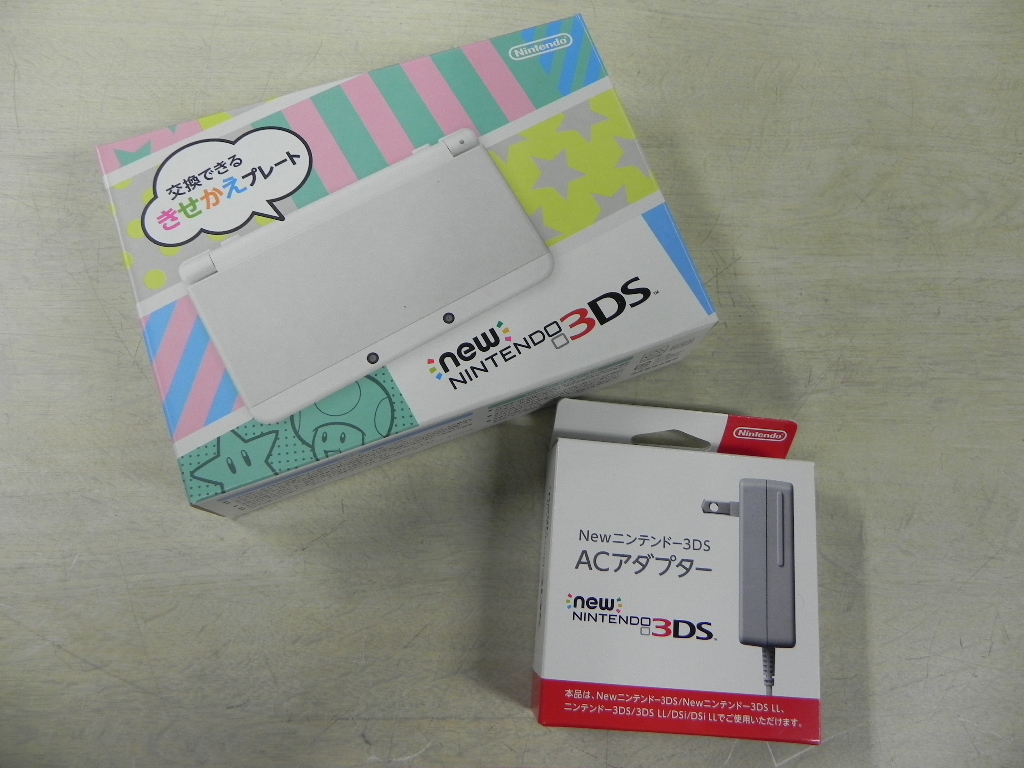 Nintendo
交換できる
きせかえプレート
new
NINTENDO3DS™
Nintendo
Newニンテンドー3DS
ACアダプター
new
NINTENDO3DS™
本品は、Newニンテンドー3DS/Newニンテンドー3DS LL、
ニンテンドー3DS/3DS LL/DSi/DSi LLでご使用いただけます。